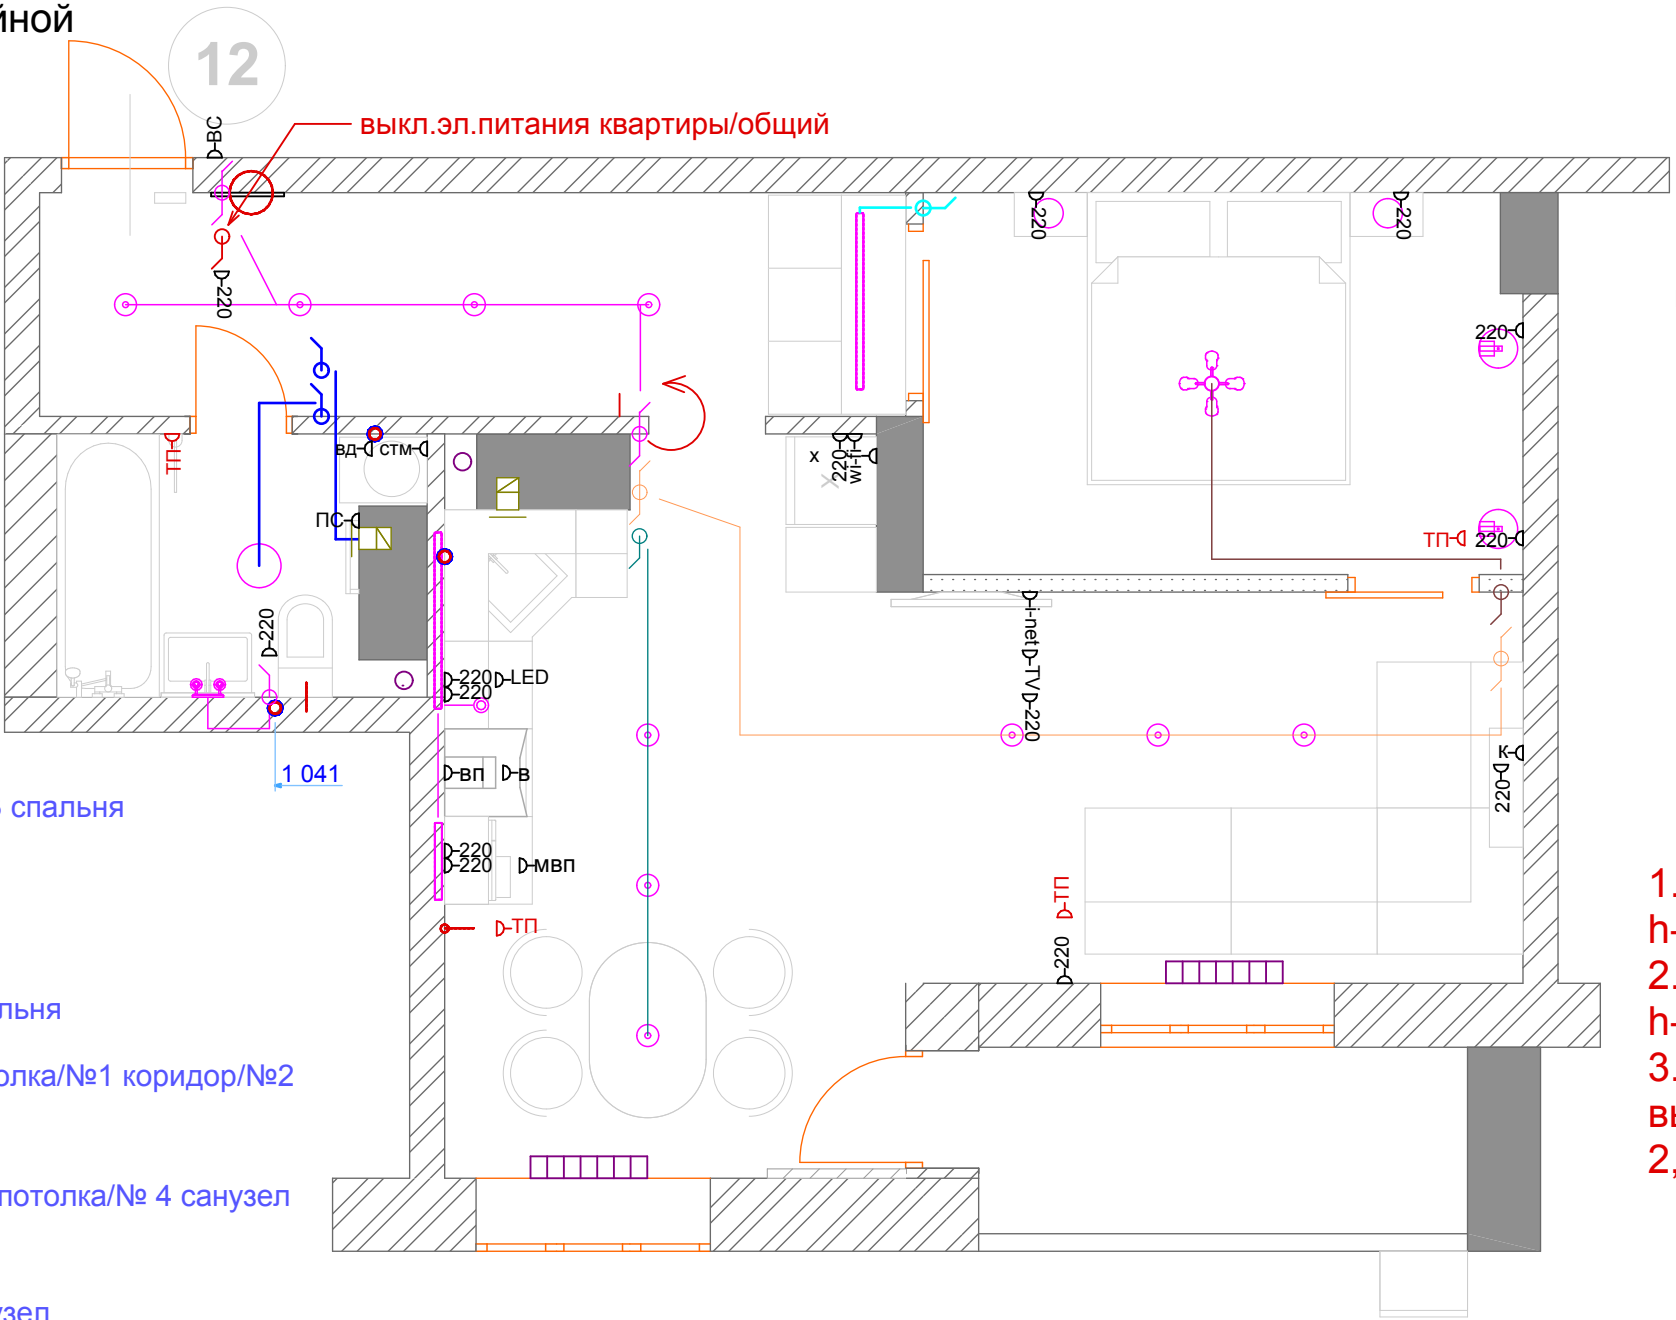 йной
12
ВС
выкл.эл.питания квартиры/общий
220
220
220
220
ТП
вд
стм
х
220
wi-fi
X
ПС
ТП
220
220
i-net
TV
220
220
220
LED
220
К
220
вп
в
1 041
спальня
220
220
мвп
ТП
ТП
220
льня
олка/№1 коридор/№2
потолка/№ 4 санузел
узел
1.
h-
2.
h-
3.
вы
2,